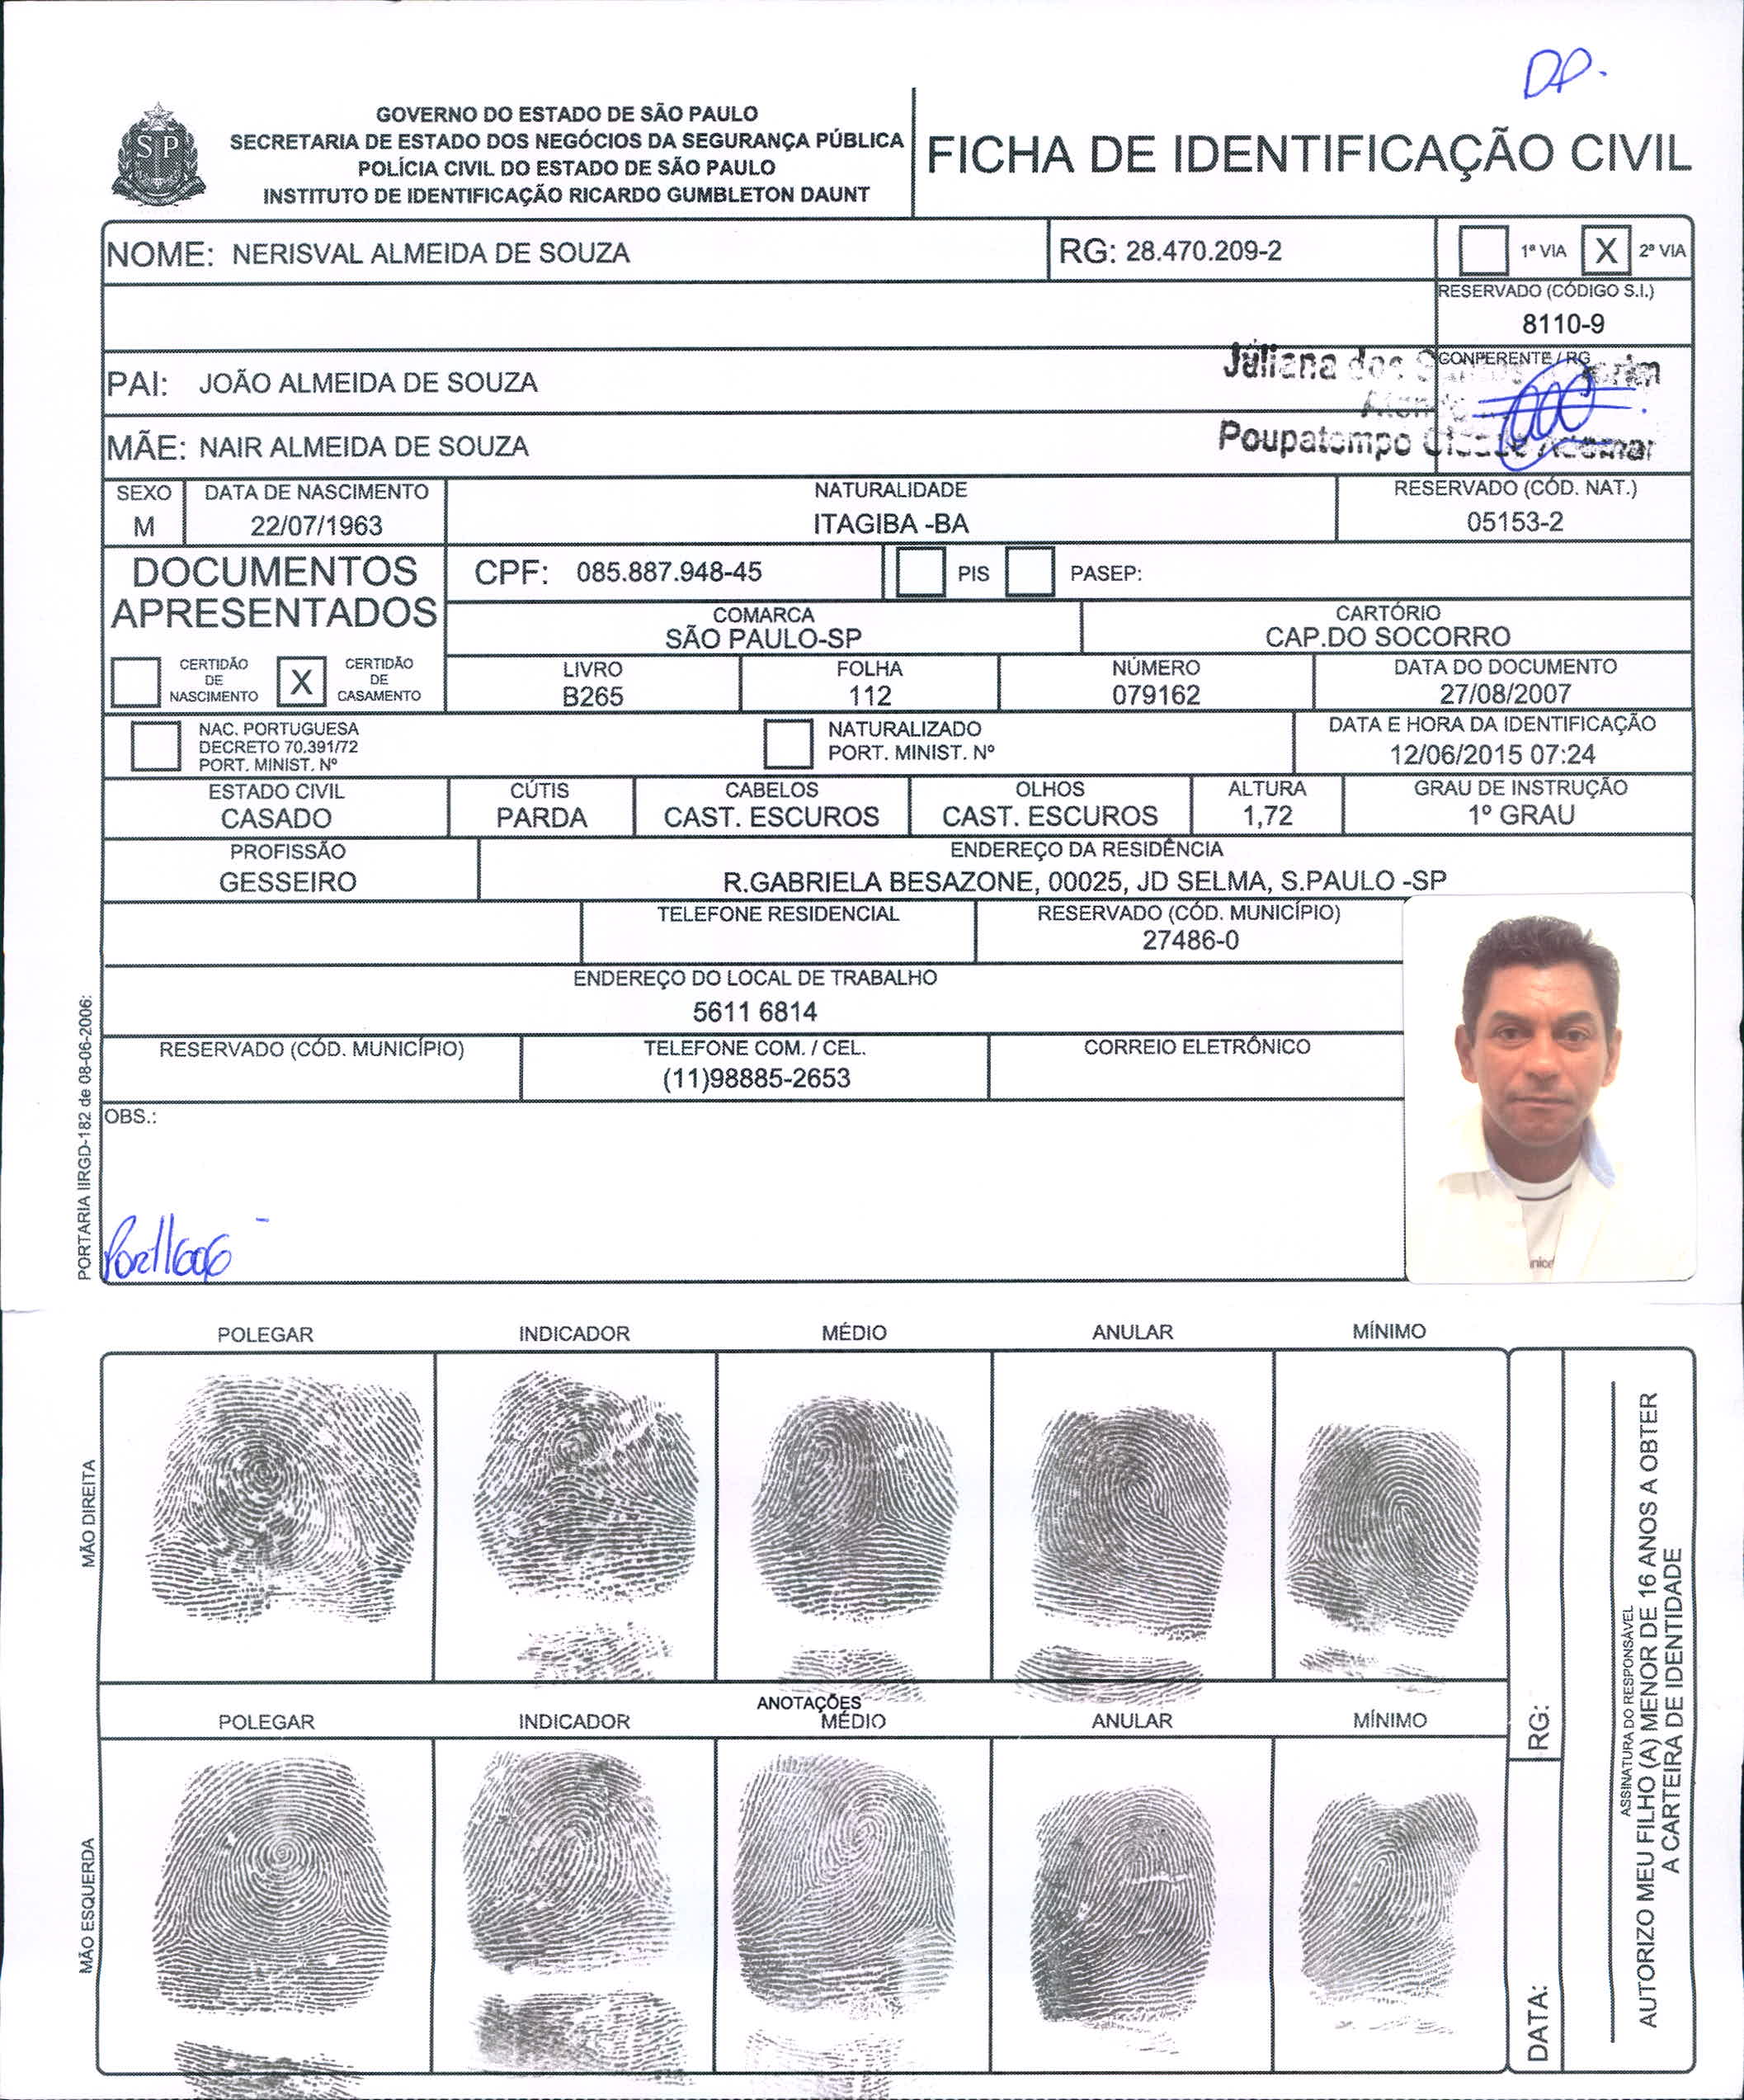 DP.
SP
GOVERNO DO ESTADO DE SÃO PAULO
SECRETARIA DE ESTADO DOS NEGÓCIOS DA SEGURANÇA PÚBLICA
POLÍCIA CIVIL DO ESTADO DE SÃO PAULO
INSTITUTO DE IDENTIFICAÇÃO RICARDO GUMBLETON DAUNT
FICHA DE IDENTIFICAÇÃO CIVIL
NOME: NERISVAL ALMEIDA DE SOUZA RG: 28.470.209-2 1ª VIA X 2ª VIA
RESERVADO (CÓDIGO S.I.)
8110-9
PAI: JOÃO ALMEIDA DE SOUZA
CONFERENTE / RG
Juliana dos
MÃE: NAIR ALMEIDA DE SOUZA
Poupatempo Cidade Ademar
SEXO DATA DE NASCIMENTO NATURALIDADE RESERVADO (CÓD. NAT.)
M 22/07/1963 ITAGIBA -BA 05153-2
DOCUMENTOS
APRESENTADOS
CPF: 085.887.948-45 PIS PASEP:
COMARCA CARTÓRIO
SÃO PAULO-SP CAP.DO SOCORRO
CERTIDÃO DE NASCIMENTO X CERTIDÃO DE CASAMENTO
LIVRO FOLHA NÚMERO DATA DO DOCUMENTO
B265 112 079162 27/08/2007
NAC. PORTUGUESA
DECRETO 70.391/72
PORT. MINIST. Nº
NATURALIZADO
PORT. MINIST. Nº
DATA E HORA DA IDENTIFICAÇÃO
12/06/2015 07:24
ESTADO CIVIL CÚTIS CABELOS OLHOS ALTURA GRAU DE INSTRUÇÃO
CASADO PARDA CAST. ESCUROS CAST. ESCUROS 1,72 1º GRAU
PROFISSÃO ENDEREÇO DA RESIDÊNCIA
GESSEIRO R.GABRIELA BESAZONE, 00025, JD SELMA, S.PAULO -SP
TELEFONE RESIDENCIAL RESERVADO (CÓD. MUNICÍPIO)
27486-0
ENDEREÇO DO LOCAL DE TRABALHO
5611 6814
RESERVADO (CÓD. MUNICÍPIO) TELEFONE COM. / CEL. CORREIO ELETRÔNICO
(11)98885-2653
OBS.:
PORTARIA IIRGD-182 de 08-06-2006:
POLEGAR INDICADOR MÉDIO ANULAR MÍNIMO
MÃO DIREITA
ANOTAÇÕES
POLEGAR INDICADOR MÉDIO ANULAR MÍNIMO
MÃO ESQUERDA
RG:
DATA:
ASSINATURA DO RESPONSÁVEL
AUTORIZO MEU FILHO (A) MENOR DE 16 ANOS A OBTER
A CARTEIRA DE IDENTIDADE